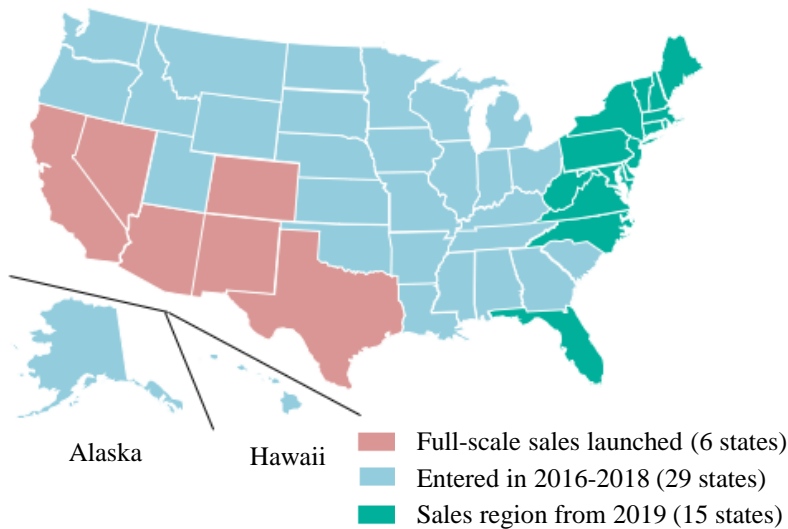 Alaska
Hawaii
Full-scale sales launched (6 states)
Entered in 2016-2018 (29 states)
Sales region from 2019 (15 states)